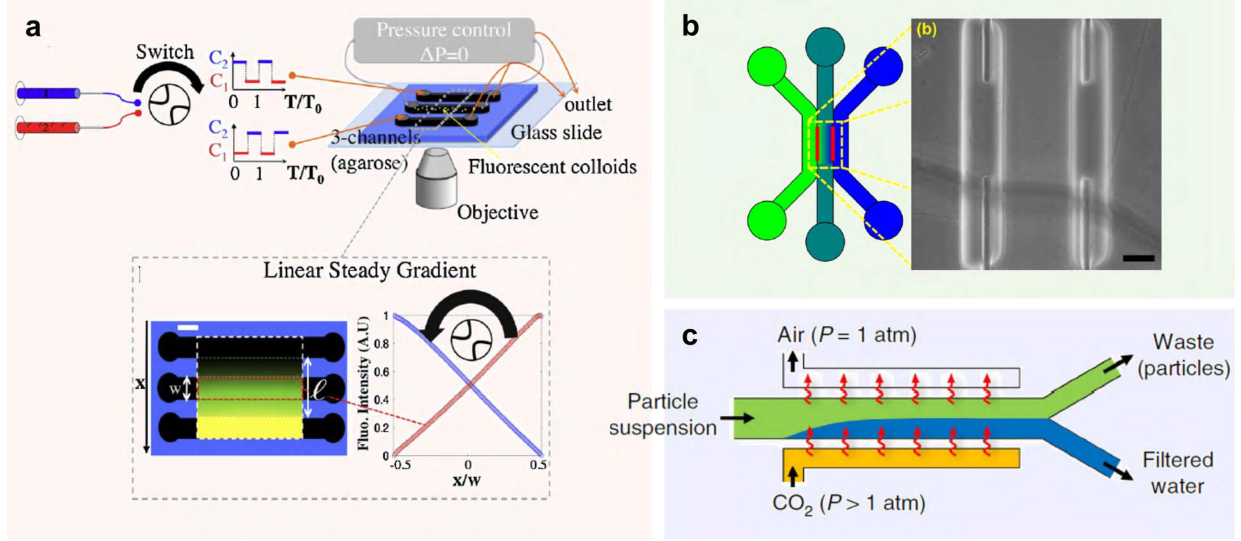 a
Switch
Pressure control
ΔP=0
C₂
C₁
0 1 T/T₀
C₂
C₁
0 1 T/T₀
1
2
outlet
Glass slide
3-channels
(agarose)
Fluorescent colloids
Objective
Linear Steady Gradient
x
w
ℓ
Fluo. Intensity (A.U)
1
0.8
0.6
0.4
0.2
0
-0.5 0 0.5
x/w
b
(b)
c
Air (P = 1 atm)
Waste
(particles)
Particle
suspension
Filtered
water
CO₂ (P > 1 atm)